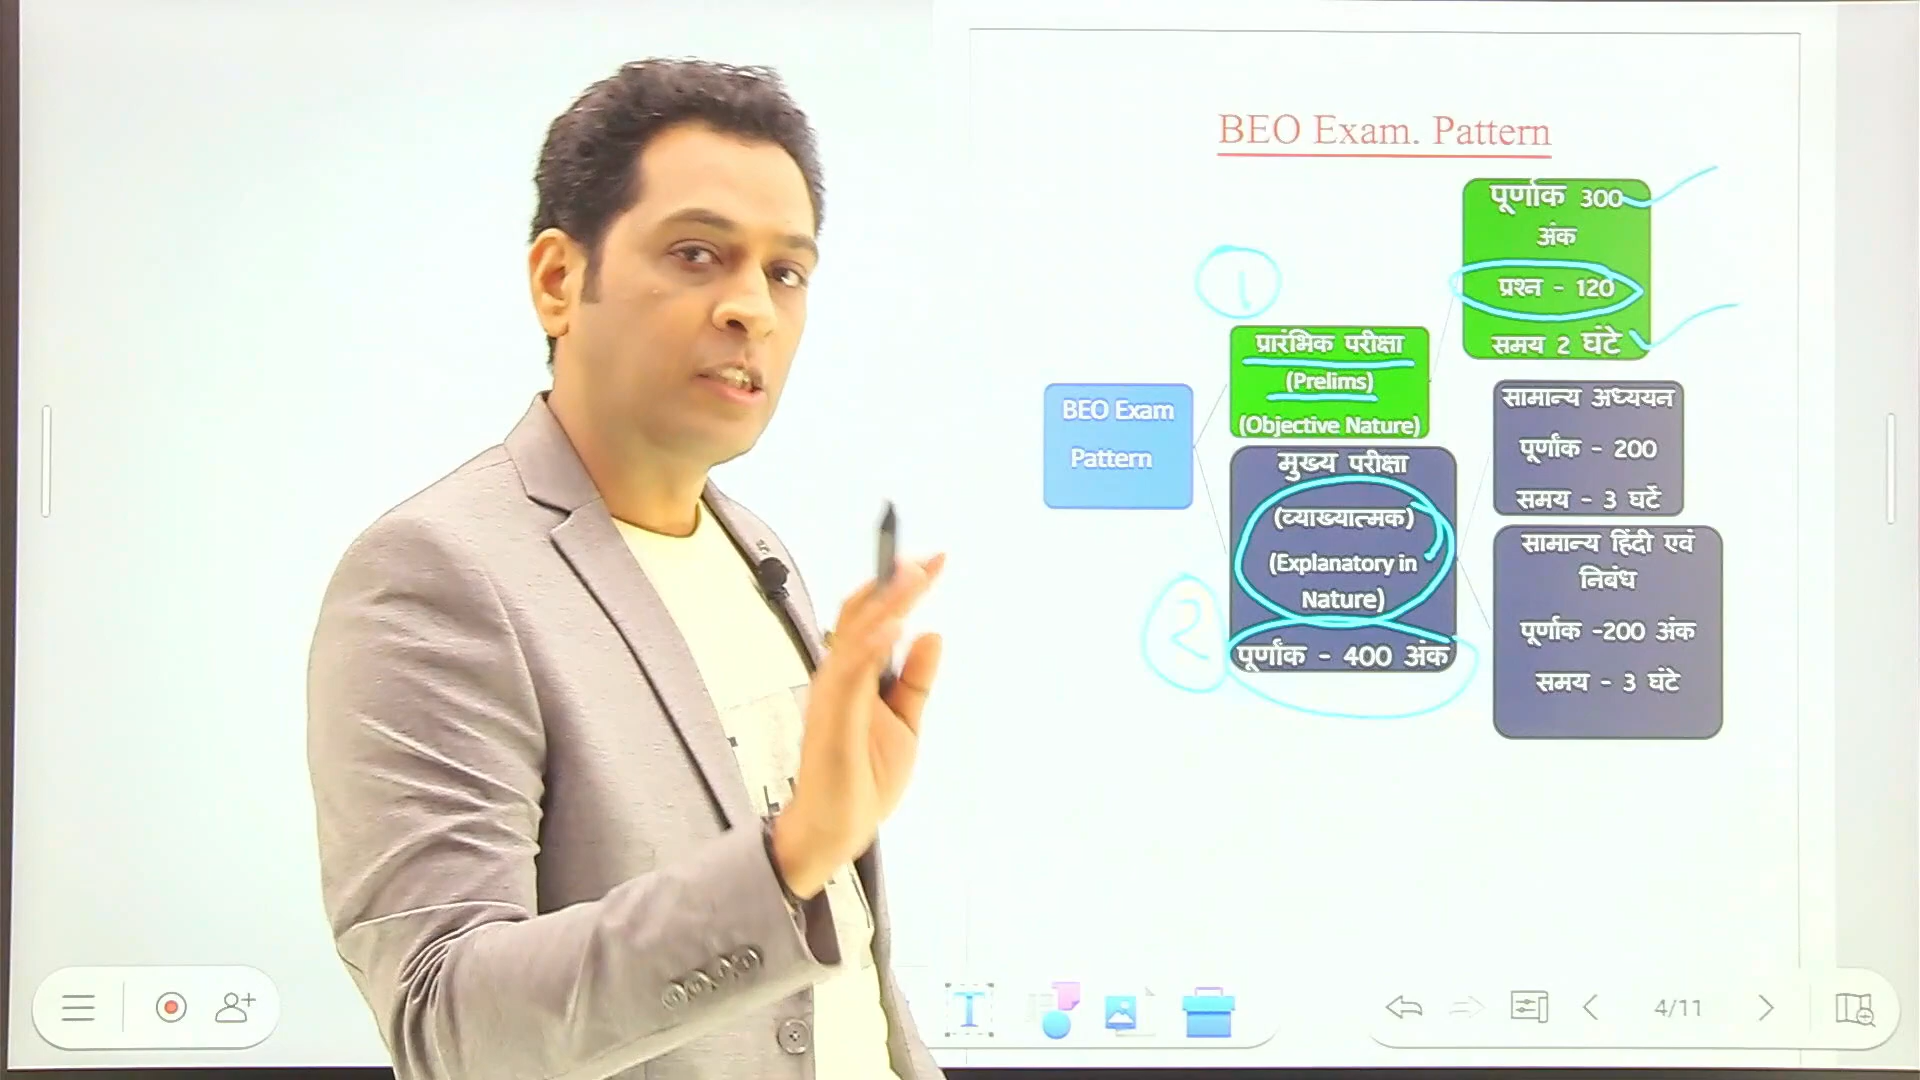 BEO Exam. Pattern
पूर्णाक 300
अंक
प्रश्न - 120
समय 2 घंटे
1
प्रारंभिक परीक्षा
(Prelims)
(Objective Nature)
BEO Exam
Pattern
मुख्य परीक्षा
(व्याख्यात्मक)
(Explanatory in
Nature)
पूर्णांक - 400 अंक
2
सामान्य अध्ययन
पूर्णांक - 200
समय - 3 घटें
सामान्य हिंदी एवं
निबंध
पूर्णांक -200 अंक
समय - 3 घंटे
T
4/11